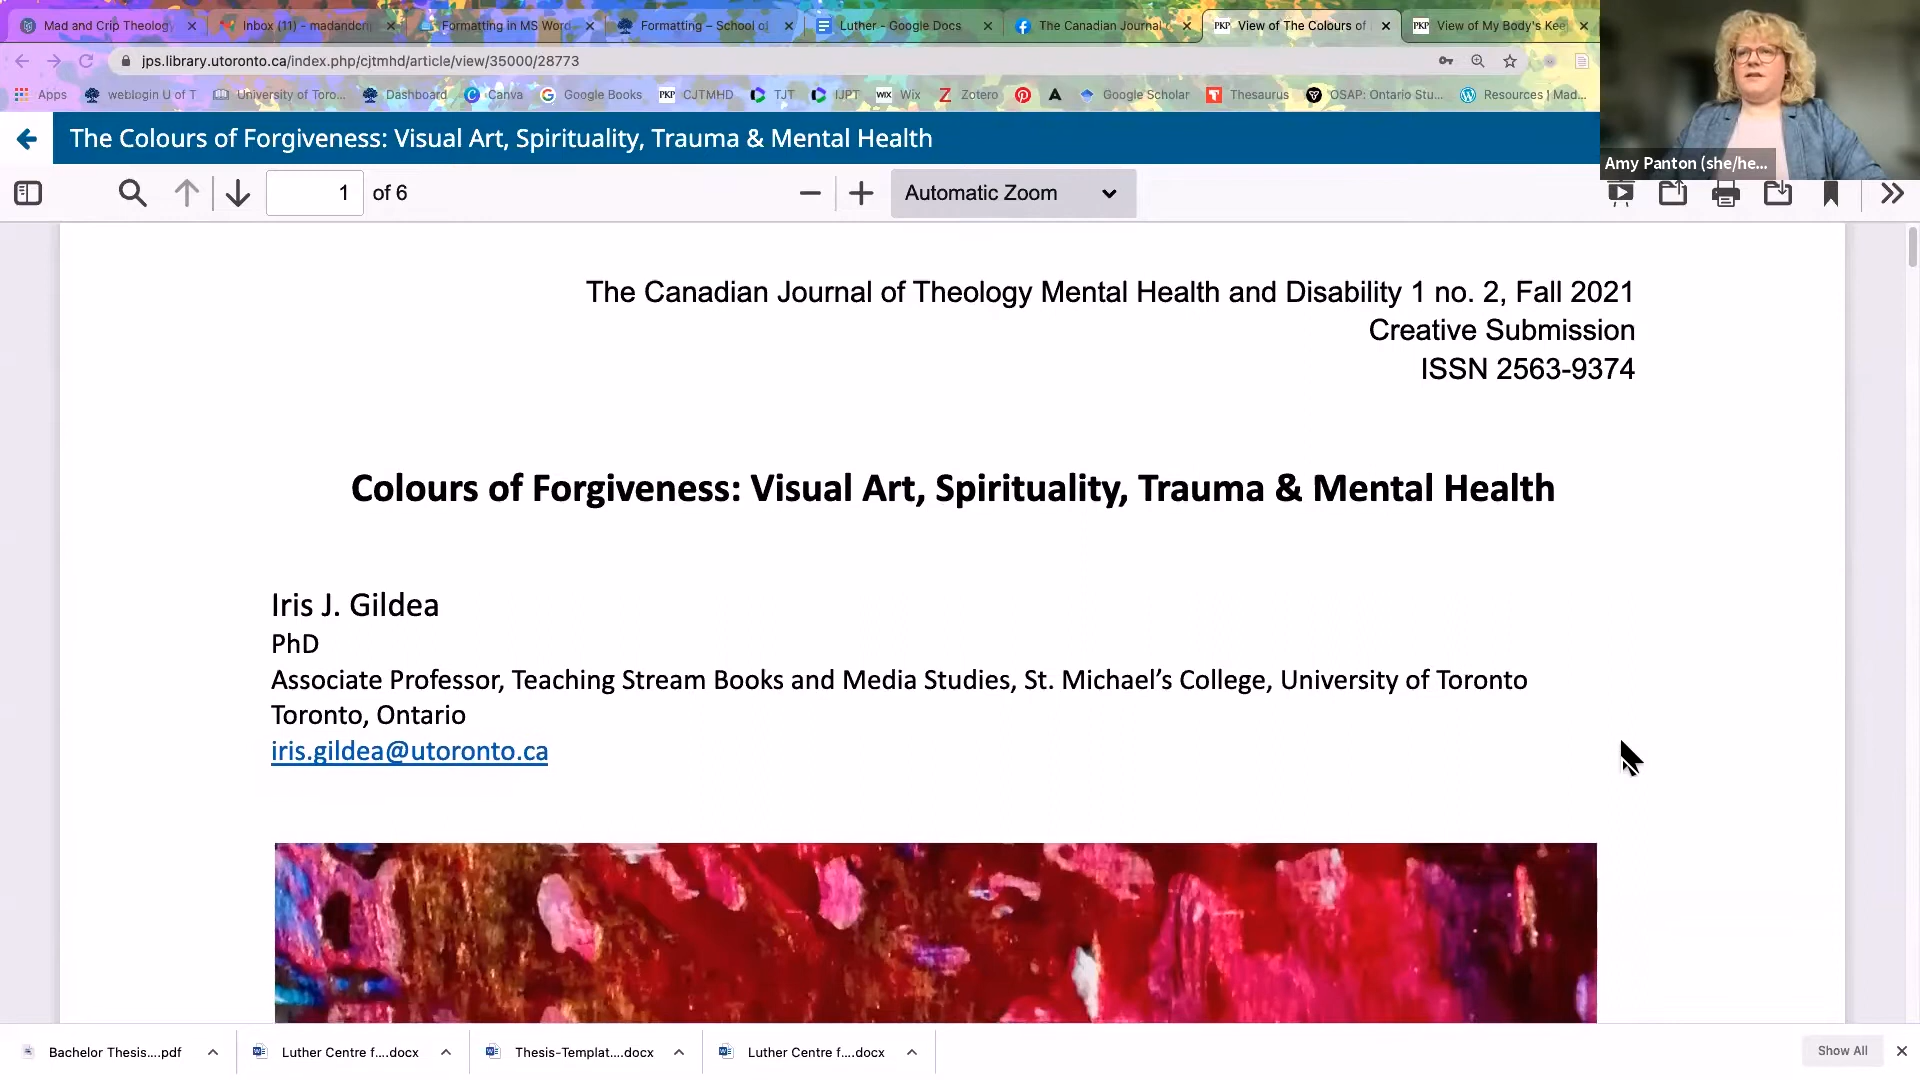 Mad and Crip Theology
Inbox (11) - madandcrip
Formatting in MS Word
Formatting – School of
Luther - Google Docs
The Canadian Journal
View of The Colours of
View of My Body's Kee
jps.library.utoronto.ca/index.php/cjtmhd/article/view/35000/28773
Apps
weblogin U of T
University of Toro...
Dashboard
Canva
Google Books
PKP CJTMHD
TJT
IJPT
WIX Wix
Zotero
Google Scholar
Thesaurus
OSAP: Ontario Stu...
Resources | Mad...
The Colours of Forgiveness: Visual Art, Spirituality, Trauma & Mental Health
Amy Panton (she/he...
1 of 6
Automatic Zoom
The Canadian Journal of Theology Mental Health and Disability 1 no. 2, Fall 2021
Creative Submission
ISSN 2563-9374
Colours of Forgiveness: Visual Art, Spirituality, Trauma & Mental Health
Iris J. Gildea
PhD
Associate Professor, Teaching Stream Books and Media Studies, St. Michael’s College, University of Toronto
Toronto, Ontario
iris.gildea@utoronto.ca
Bachelor Thesis....pdf
Luther Centre f....docx
Thesis-Templat....docx
Luther Centre f....docx
Show All